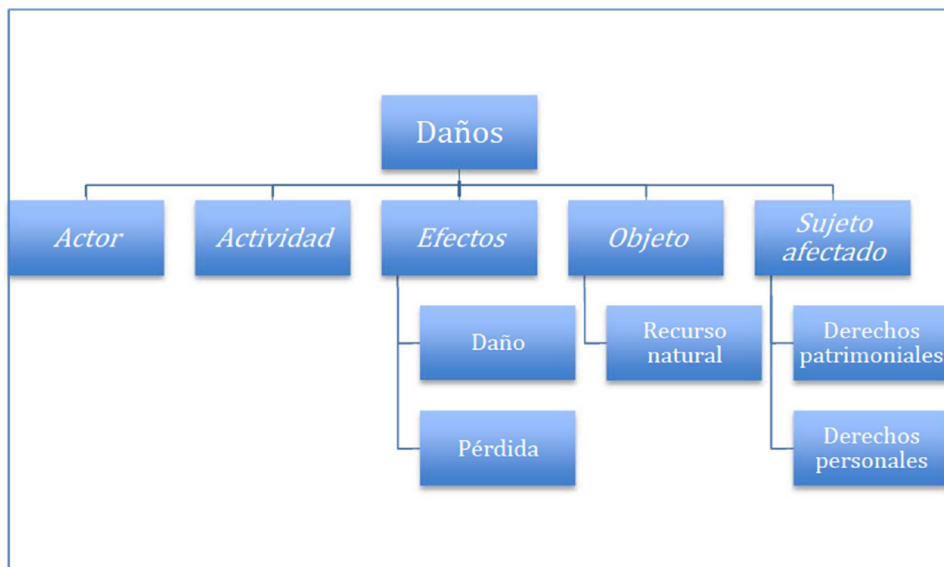 Daños
Actor
Actividad
Efectos
Objeto
Sujeto
afectado
Daño
Recurso
natural
Derechos
patrimoniales
Pérdida
Derechos
personales